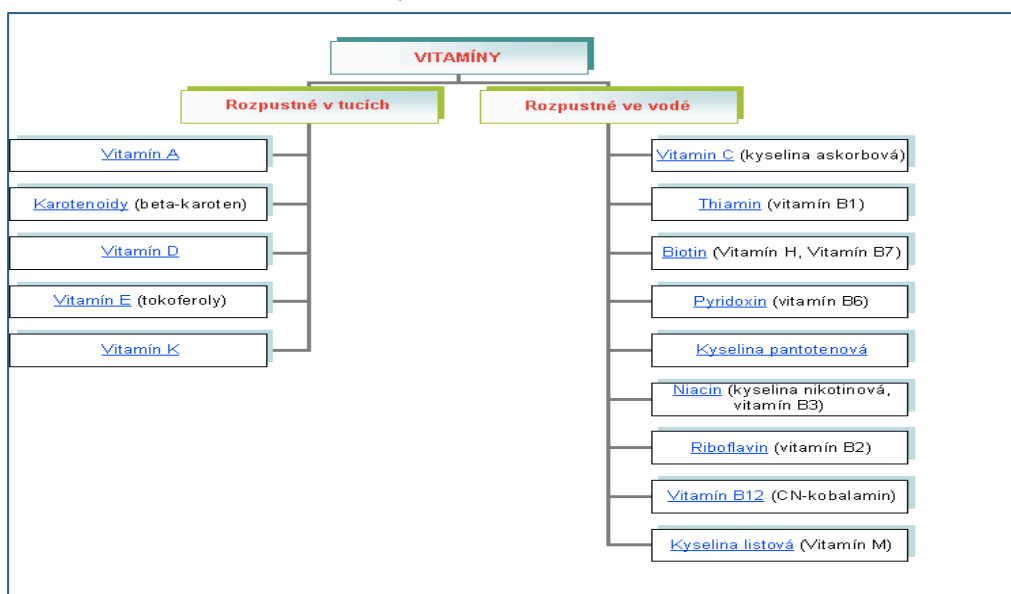 VITAMÍNY
Rozpustné v tucích
Vitamín A
Karotenoidy (beta-karoten)
Vitamín D
Vitamín E (tokoferoly)
Vitamín K
Rozpustné ve vodě
Vitamin C (kyselina askorbová)
Thiamin (vitamín B1)
Biotin (Vitamín H, Vitamín B7)
Pyridoxin (vitamín B6)
Kyselina pantotenová
Niacin (kyselina nikotinová,
vitamín B3)
Riboflavin (vitamín B2)
Vitamín B12 (CN-kobalamin)
Kyselina listová (Vitamín M)